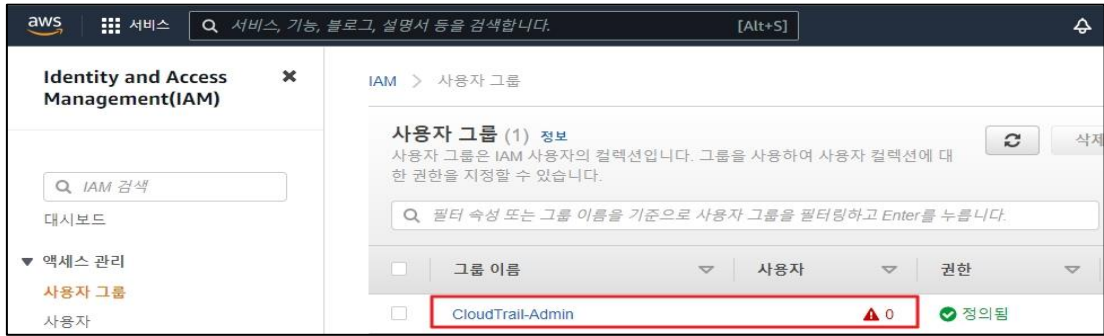 aws
서비스
서비스, 기능, 블로그, 설명서 등을 검색합니다.
[Alt+S]
Identity and Access
Management(IAM)
IAM 검색
대시보드
액세스 관리
사용자 그룹
사용자
IAM > 사용자 그룹
사용자 그룹 (1) 정보
사용자 그룹은 IAM 사용자의 컬렉션입니다. 그룹을 사용하여 사용자 컬렉션에 대
한 권한을 지정할 수 있습니다.
삭제
필터 속성 또는 그룹 이름을 기준으로 사용자 그룹을 필터링하고 Enter를 누릅니다.
그룹 이름
사용자
권한
CloudTrail-Admin
0
정의됨